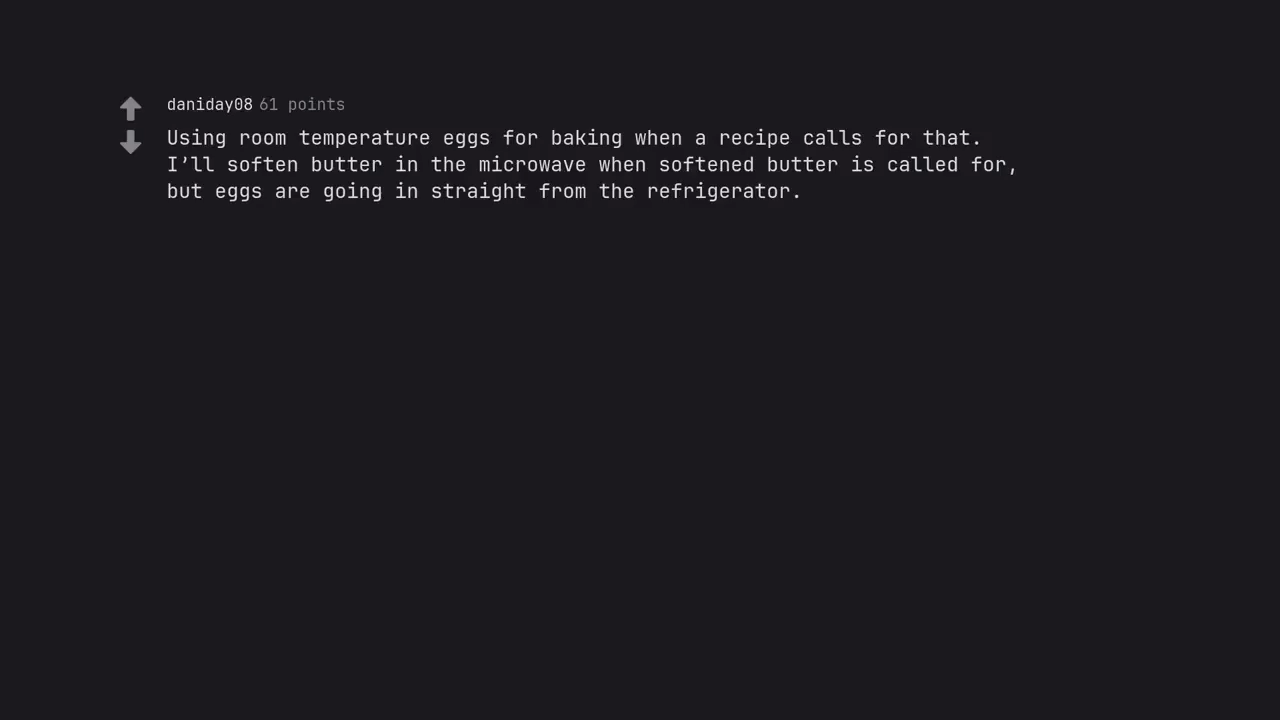 daniday08 61 points
Using room temperature eggs for baking when a recipe calls for that.
I’ll soften butter in the microwave when softened butter is called for,
but eggs are going in straight from the refrigerator.